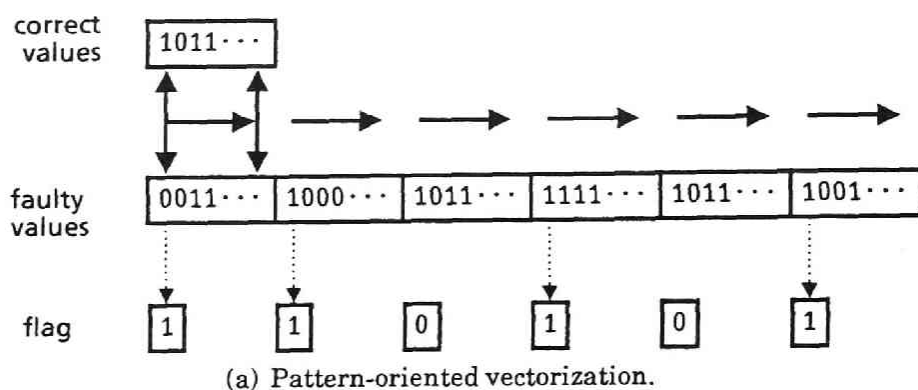 correct
values
1011···
faulty
values
0011··· 1000··· 1011··· 1111··· 1011··· 1001···
flag
1 1 0 1 0 1
(a) Pattern-oriented vectorization.